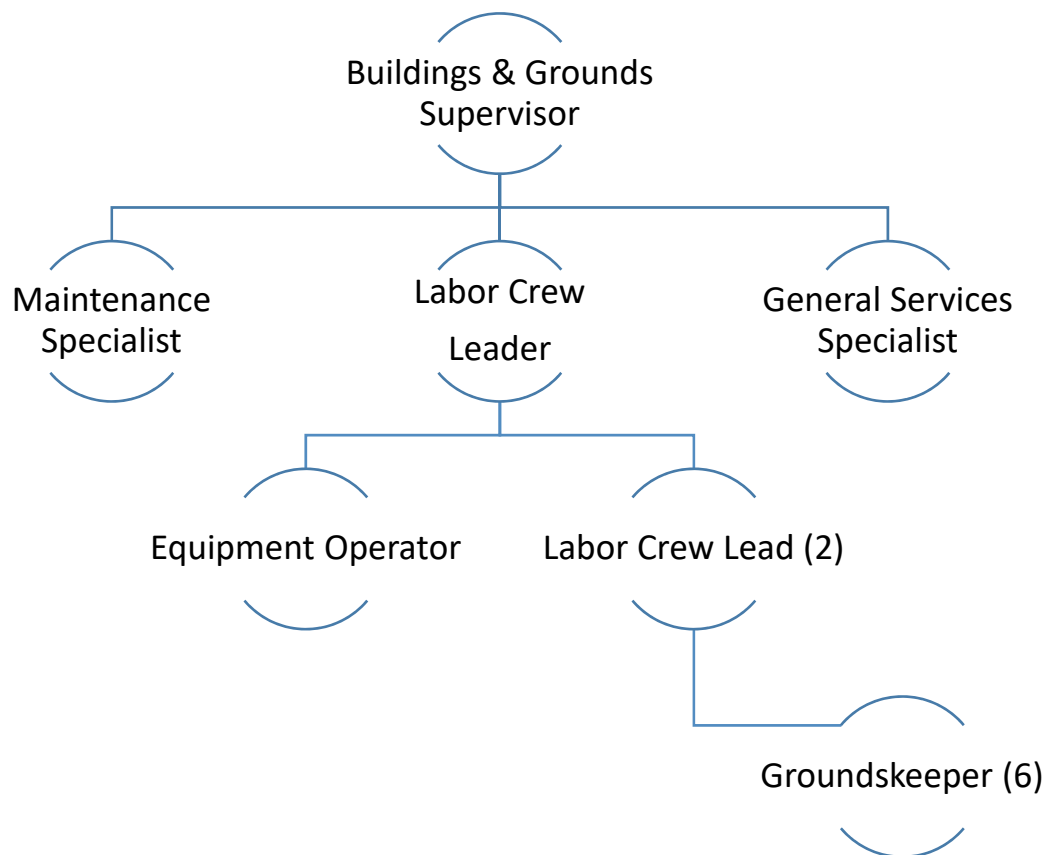 Buildings & Grounds
Supervisor
Maintenance
Specialist
Labor Crew
Leader
General Services
Specialist
Equipment Operator
Labor Crew Lead (2)
Groundskeeper (6)